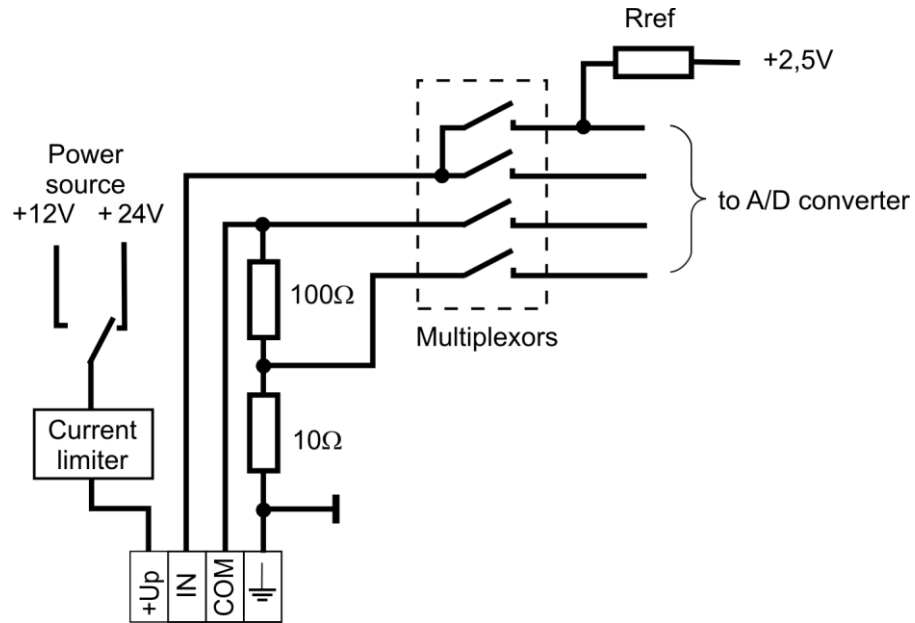 Rref
+2,5V
Power
source
+12V + 24V
to A/D converter
100Ω
Multiplexors
Current
limiter
10Ω
+Up
IN
COM